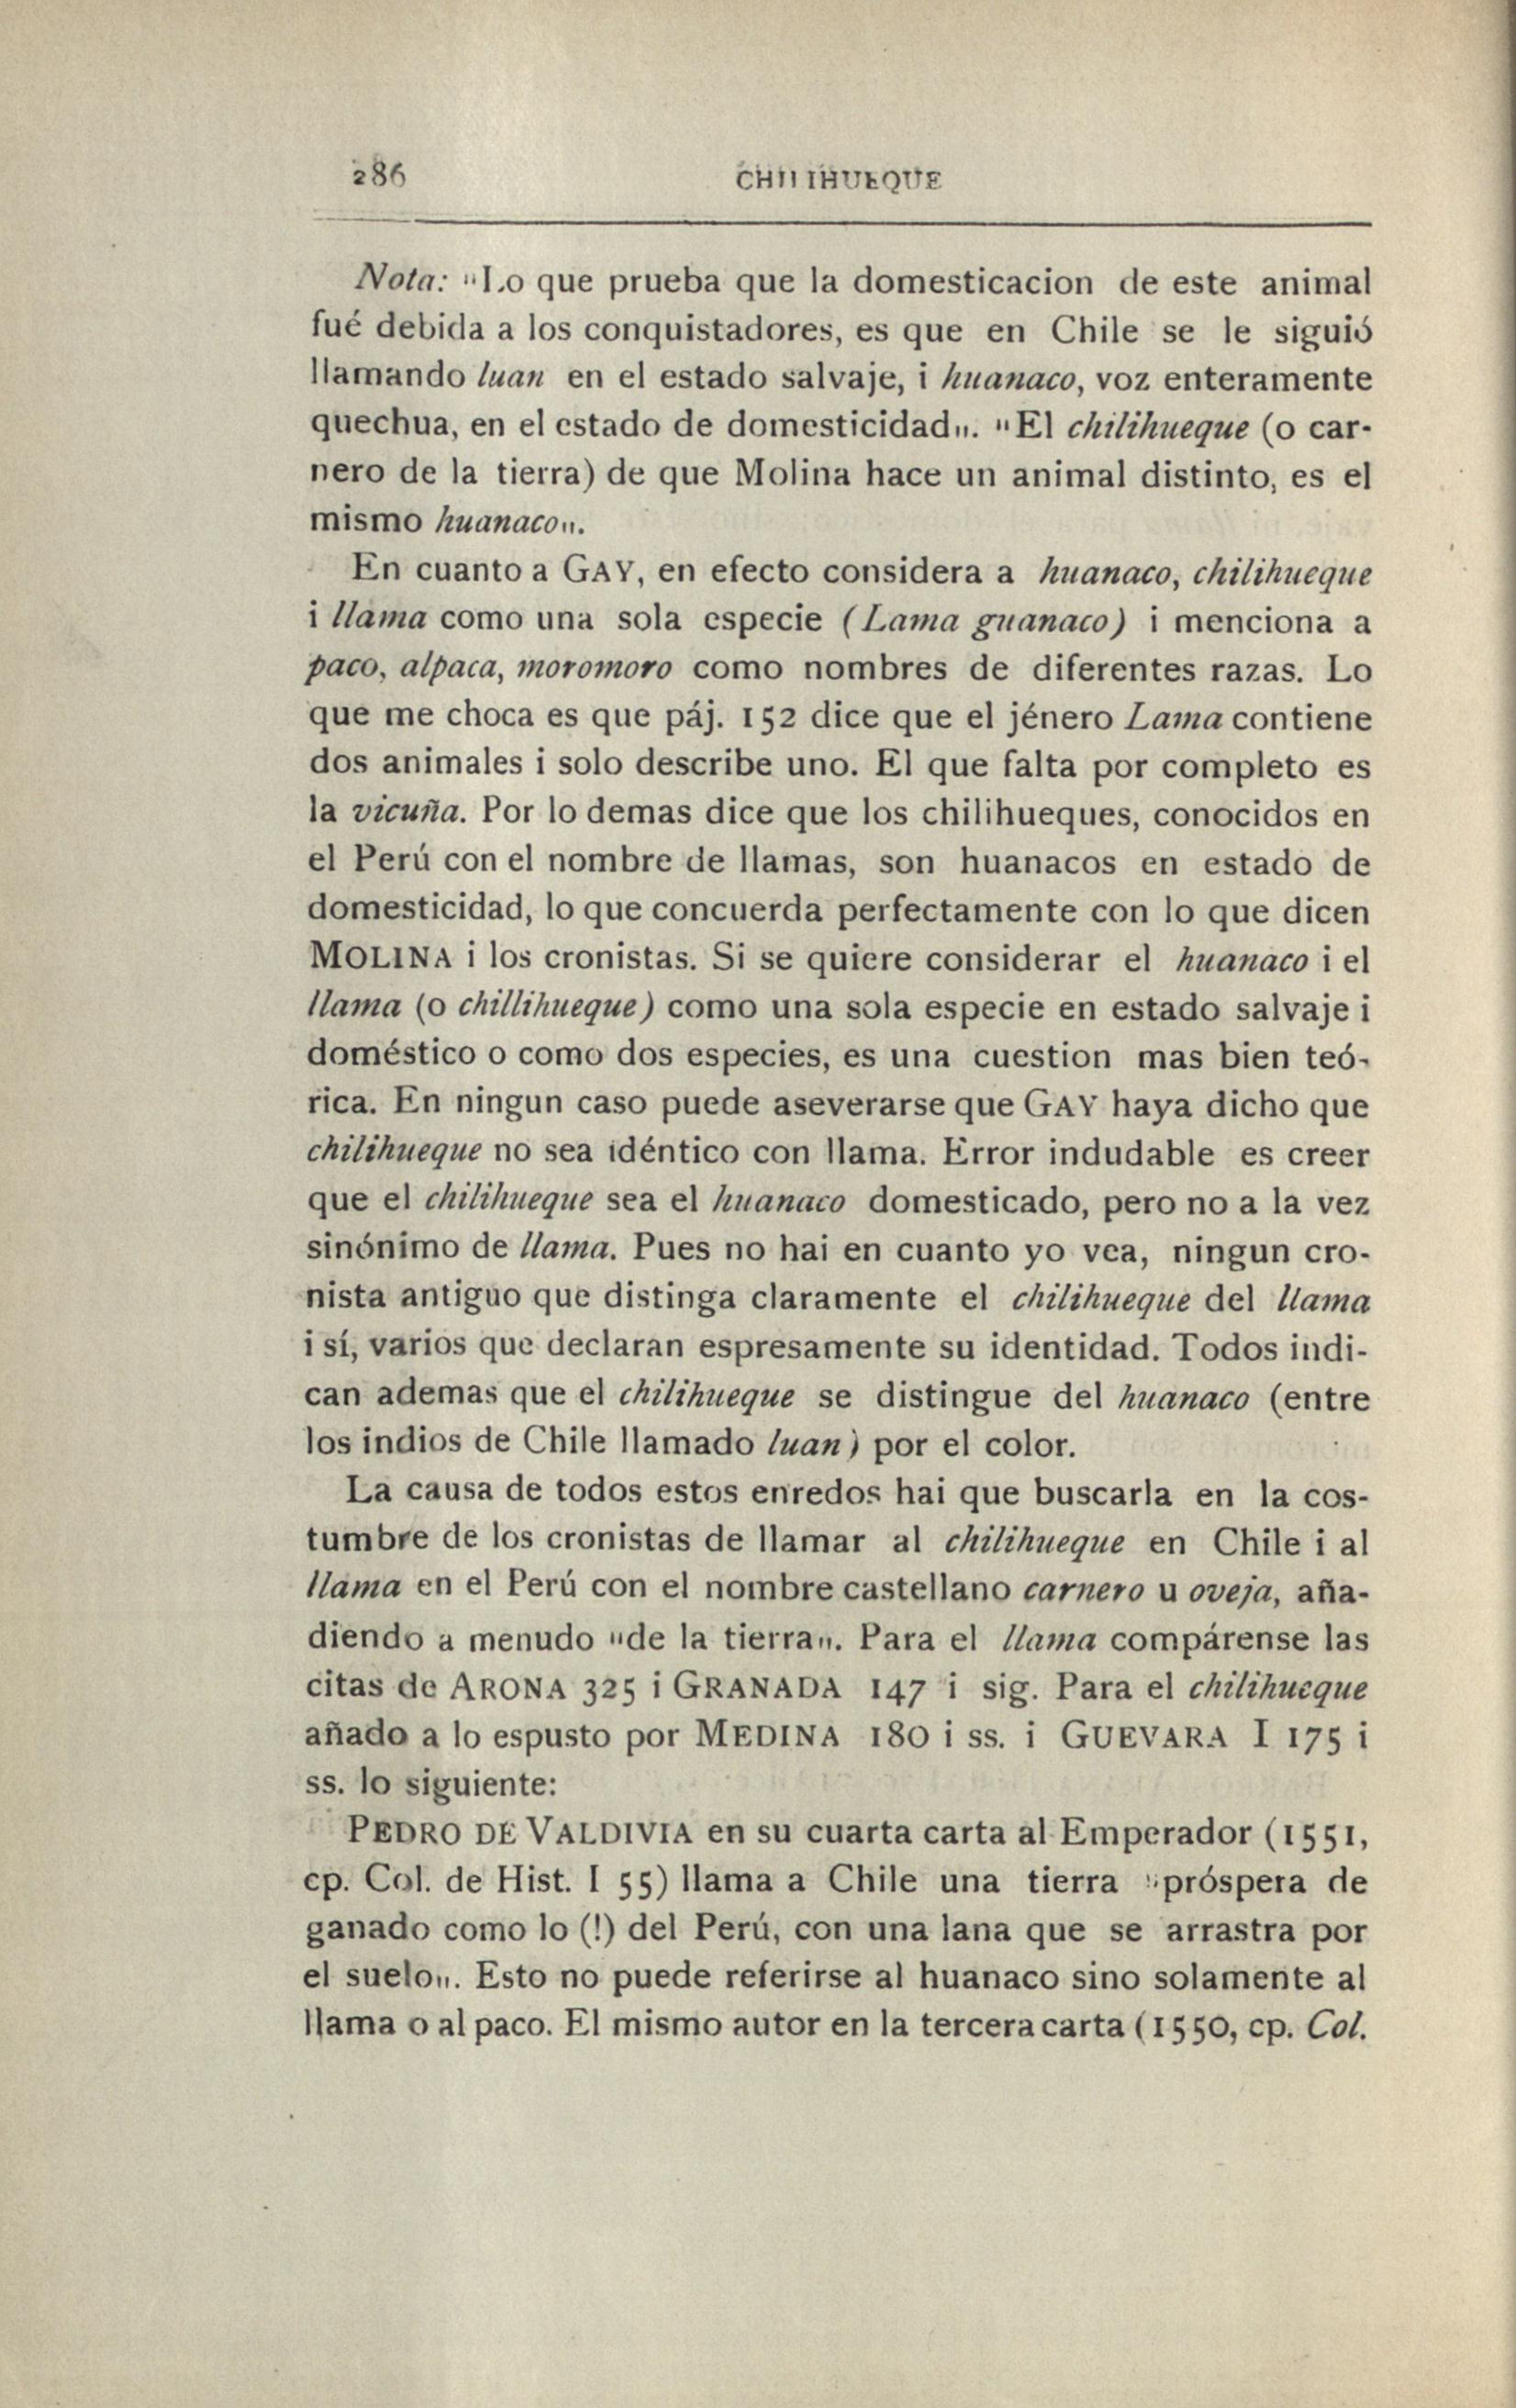 286
CHILIHUEQUE
Nota: "Lo que prueba que la domesticacion de este animal
fué debida a los conquistadores, es que en Chile se le siguió
llamando luan en el estado salvaje, i huanaco, voz enteramente
quechua, en el estado de domesticidad„. "El chilihueque (o car-
nero de la tierra) de que Molina hace un animal distinto, es el
mismo huanaco„.
En cuanto a GAY, en efecto considera a huanaco, chilihueque
i llama como una sola especie (Lama guanaco) i menciona a
paco, alpaca, moromoro como nombres de diferentes razas. Lo
que me choca es que páj. 152 dice que el jénero Lama contiene
dos animales i solo describe uno. El que falta por completo es
la vicuña. Por lo demas dice que los chilihueques, conocidos en
el Perú con el nombre de llamas, son huanacos en estado de
domesticidad, lo que concuerda perfectamente con lo que dicen
MOLINA i los cronistas. Si se quiere considerar el huanaco i el
llama (o chillihueque) como una sola especie en estado salvaje i
doméstico o como dos especies, es una cuestion mas bien teó-
rica. En ningun caso puede aseverarse que GAY haya dicho que
chilihueque no sea idéntico con llama. Error indudable es creer
que el chilihueque sea el huanaco domesticado, pero no a la vez
sinónimo de llama. Pues no hai en cuanto yo vea, ningun cro-
nista antiguo que distinga claramente el chilihueque del llama
i sí, varios que declaran espresamente su identidad. Todos indi-
can ademas que el chilihueque se distingue del huanaco (entre
los indios de Chile llamado luan) por el color.
La causa de todos estos enredos hai que buscarla en la cos-
tumbre de los cronistas de llamar al chilihueque en Chile i al
llama en el Perú con el nombre castellano carnero u oveja, aña-
diendo a menudo "de la tierra„. Para el llama compárense las
citas de ARONA 325 i GRANADA 147 i sig. Para el chilihueque
añado a lo espusto por MEDINA 180 i ss. i GUEVARA I 175 i
ss. lo siguiente:
PEDRO DE VALDIVIA en su cuarta carta al Emperador (1551,
cp. Col. de Hist. I 55) llama a Chile una tierra "próspera de
ganado como lo (!) del Perú, con una lana que se arrastra por
el suelo„. Esto no puede referirse al huanaco sino solamente al
llama o al paco. El mismo autor en la tercera carta (1550, cp. Col.